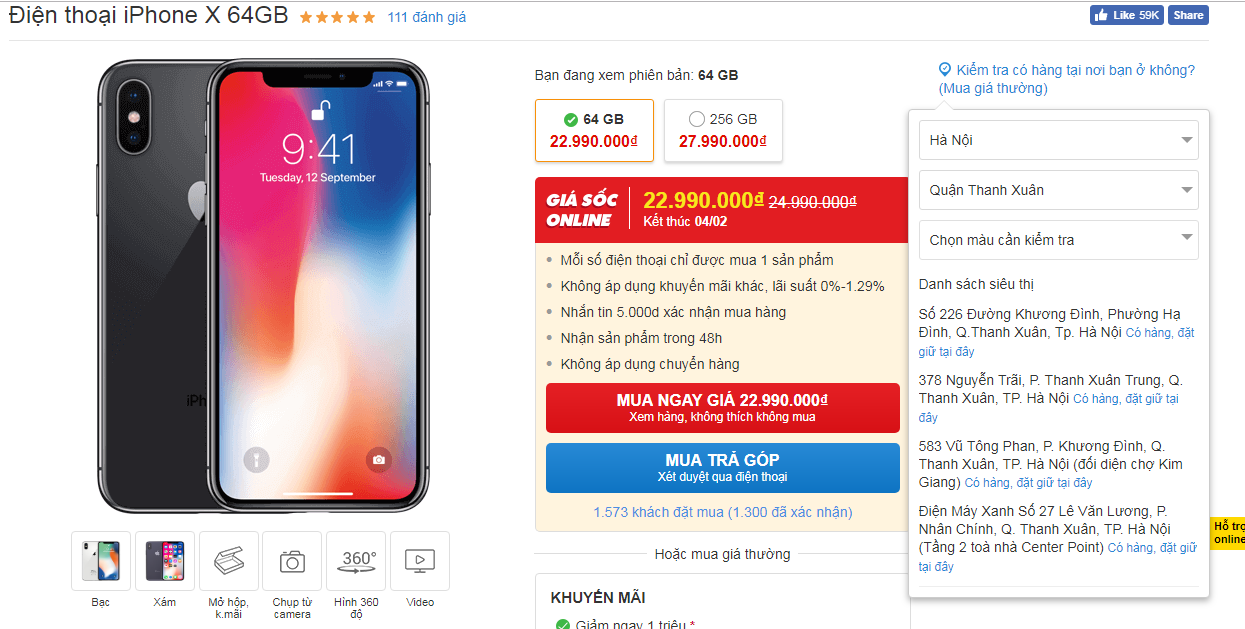 Điện thoại iPhone X 64GB
111 đánh giá
Like 59K
Share
9:41
Tuesday, 12 September
iPh
Bạc
Xám
Mở hộp,
k.mãi
Chụp từ
camera
360°
Hình 360
độ
Video
Bạn đang xem phiên bản: 64 GB
64 GB
22.990.000₫
256 GB
27.990.000₫
GIÁ SỐC
ONLINE
22.990.000₫ 24.990.000₫
Kết thúc 04/02
Mỗi số điện thoại chỉ được mua 1 sản phẩm
Không áp dụng khuyến mãi khác, lãi suất 0%-1.29%
Nhắn tin 5.000d xác nhận mua hàng
Nhận sản phẩm trong 48h
Không áp dụng chuyển hàng
MUA NGAY GIÁ 22.990.000₫
Xem hàng, không thích không mua
MUA TRẢ GÓP
Xét duyệt qua điện thoại
1.573 khách đặt mua (1.300 đã xác nhận)
Hoặc mua giá thường
KHUYẾN MÃI
Giảm ngay 1 triệu *
Kiểm tra có hàng tại nơi bạn ở không?
(Mua giá thường)
Hà Nội
Quận Thanh Xuân
Chọn màu cần kiểm tra
Danh sách siêu thị
Số 226 Đường Khương Đình, Phường Hạ
Đình, Q.Thanh Xuân, Tp. Hà Nội Có hàng, đặt
giữ tại đây
378 Nguyễn Trãi, P. Thanh Xuân Trung, Q.
Thanh Xuân, TP. Hà Nội Có hàng, đặt giữ tại
đây
583 Vũ Tông Phan, P. Khương Đình, Q.
Thanh Xuân, TP. Hà Nội (đối diện chợ Kim
Giang) Có hàng, đặt giữ tại đây
Điện Máy Xanh Số 27 Lê Văn Lương, P.
Nhân Chính, Q. Thanh Xuân, TP. Hà Nội
(Tầng 2 toà nhà Center Point) Có hàng, đặt giữ
tại đây
Hỗ trợ
online